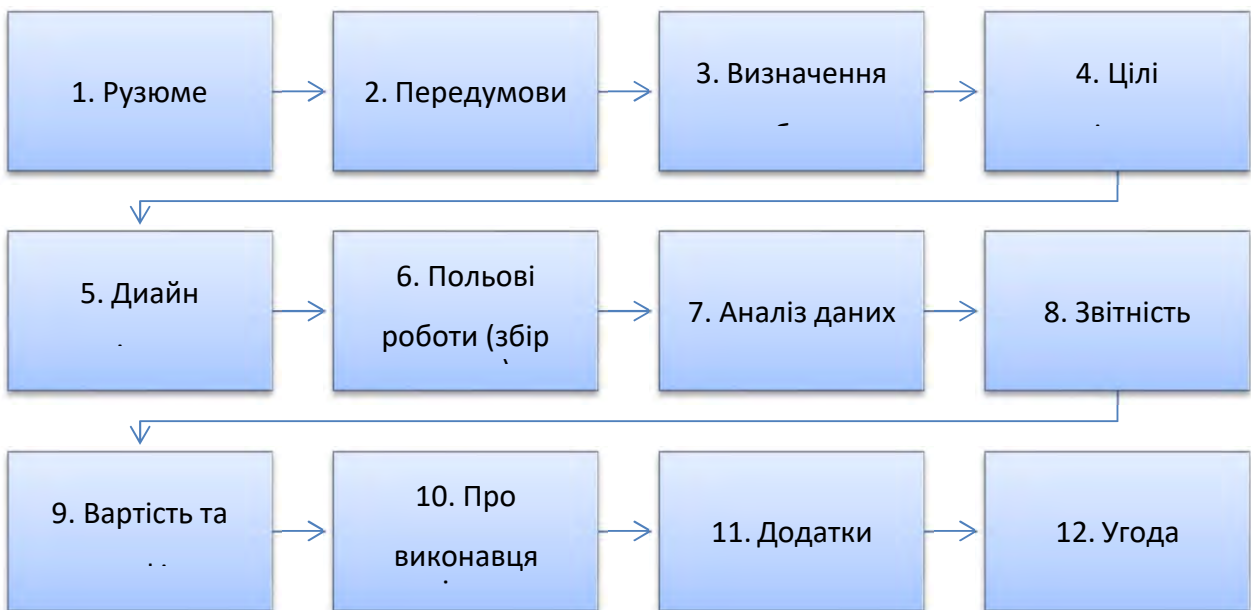 1. Рузюме
2. Передумови
3. Визначення
4. Цілі
5. Диайн
6. Польові
роботи (збір
7. Аналіз даних
8. Звітність
9. Вартість та
10. Про
виконавця
11. Додатки
12. Угода